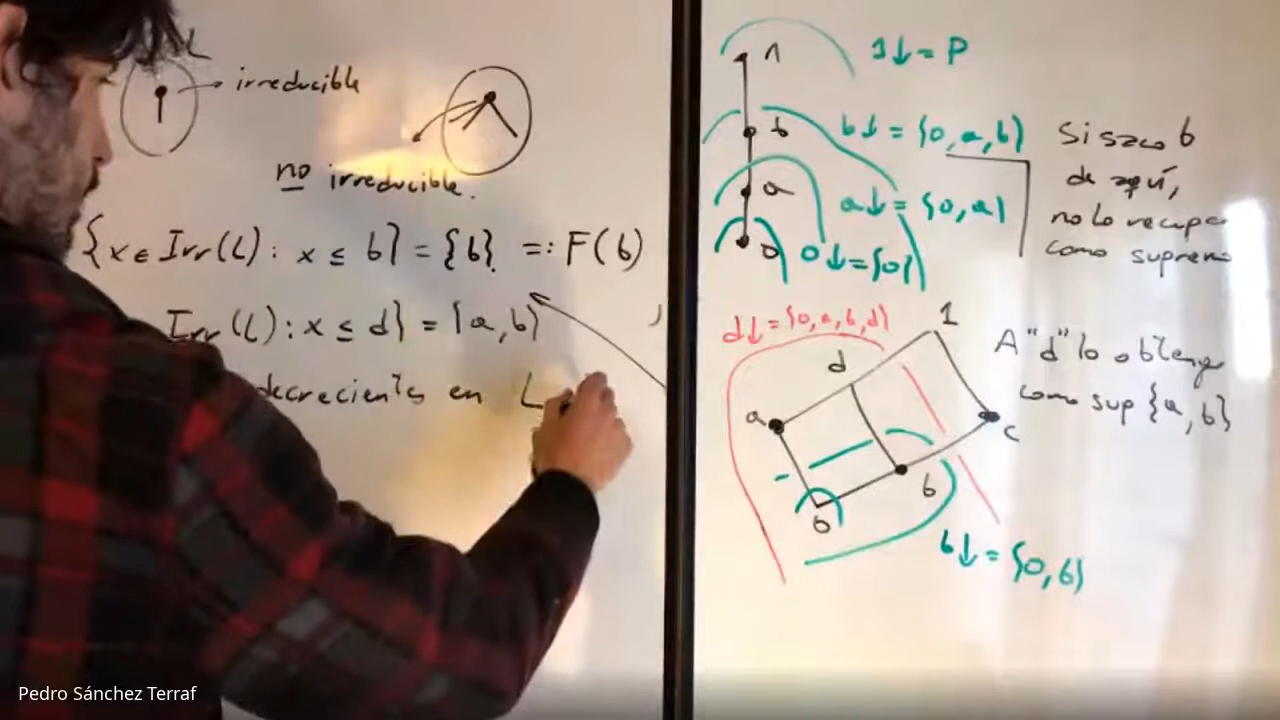 irreducible
no irreducible.
{x ∈ Irr(L) : x ≤ b} = {b} =: F(b)
Irr(L) : x ≤ d} = {a, b}
decrecientes en L
1
1↓ = P
b
b↓ = {0, a, b}
a
a↓ = {0, a}
0
0↓ = {0}
Si saco b
de aquí,
no lo recupero
como supremo
d↓ = {0, a, b, d}
1
d
a
c
b
0
b↓ = {0, b}
A "d" lo obtengo
como sup {a, b}
Pedro Sánchez Terraf